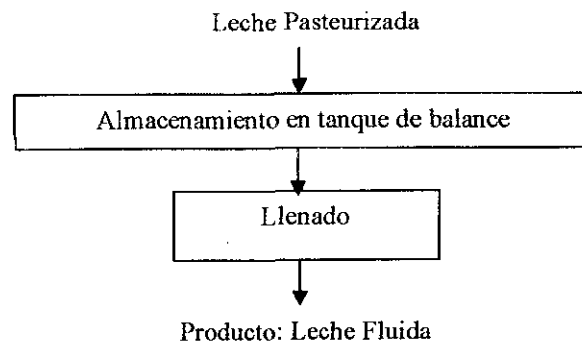 Leche Pasteurizada
Almacenamiento en tanque de balance
Llenado
Producto: Leche Fluida